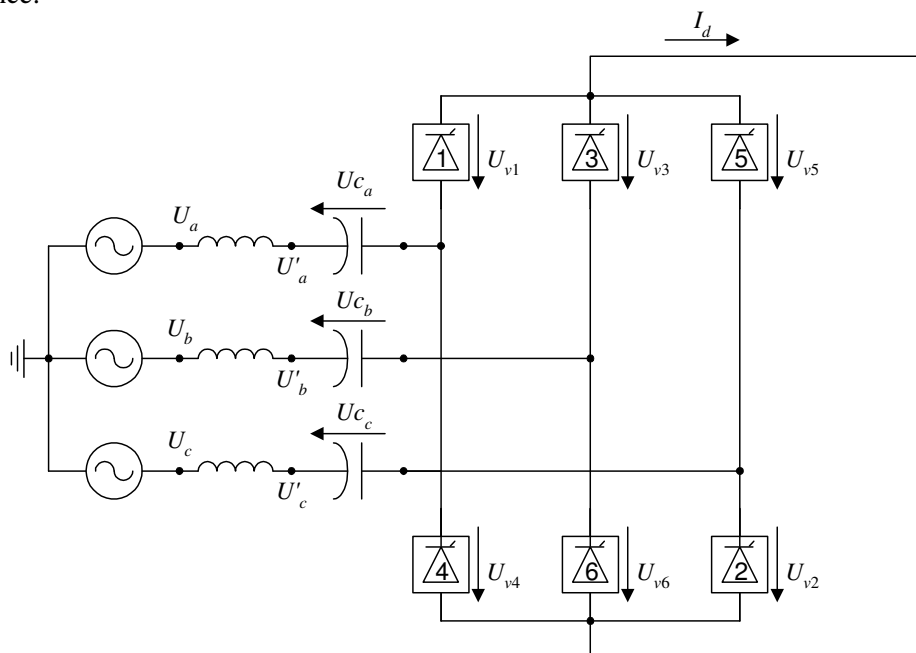 nce.
I_d
1
U_v1
3
U_v3
5
U_v5
Uc_a
U_a
U'_a
Uc_b
U_b
U'_b
Uc_c
U_c
U'_c
4
U_v4
6
U_v6
2
U_v2